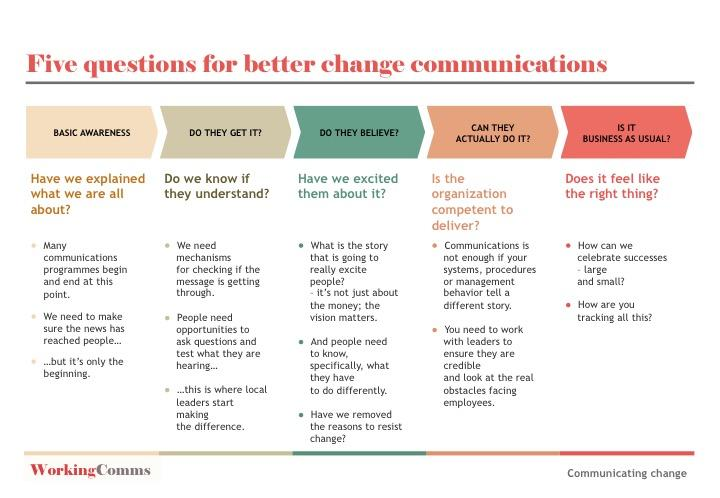 Five questions for better change communications
BASIC AWARENESS
DO THEY GET IT?
DO THEY BELIEVE?
CAN THEY
ACTUALLY DO IT?
IS IT
BUSINESS AS USUAL?
Have we explained
what we are all
about?
• Many
communications
programmes begin
and end at this
point.
• We need to make
sure the news has
reached people…
• …but it’s only the
beginning.
Do we know if
they understand?
• We need
mechanisms
for checking if the
message is getting
through.
• People need
opportunities to
ask questions and
test what they are
hearing…
• …this is where local
leaders start
making
the difference.
Have we excited
them about it?
• What is the story
that is going to
really excite
people?
– it’s not just about
the money; the
vision matters.
• And people need
to know,
specifically, what
they have
to do differently.
• Have we removed
the reasons to resist
change?
Is the
organization
competent to
deliver?
• Communications is
not enough if your
systems, procedures
or management
behavior tell a
different story.
• You need to work
with leaders to
ensure they are
credible
and look at the real
obstacles facing
employees.
Does it feel like
the right thing?
• How can we
celebrate successes
– large
and small?
• How are you
tracking all this?
WorkingComms
Communicating change